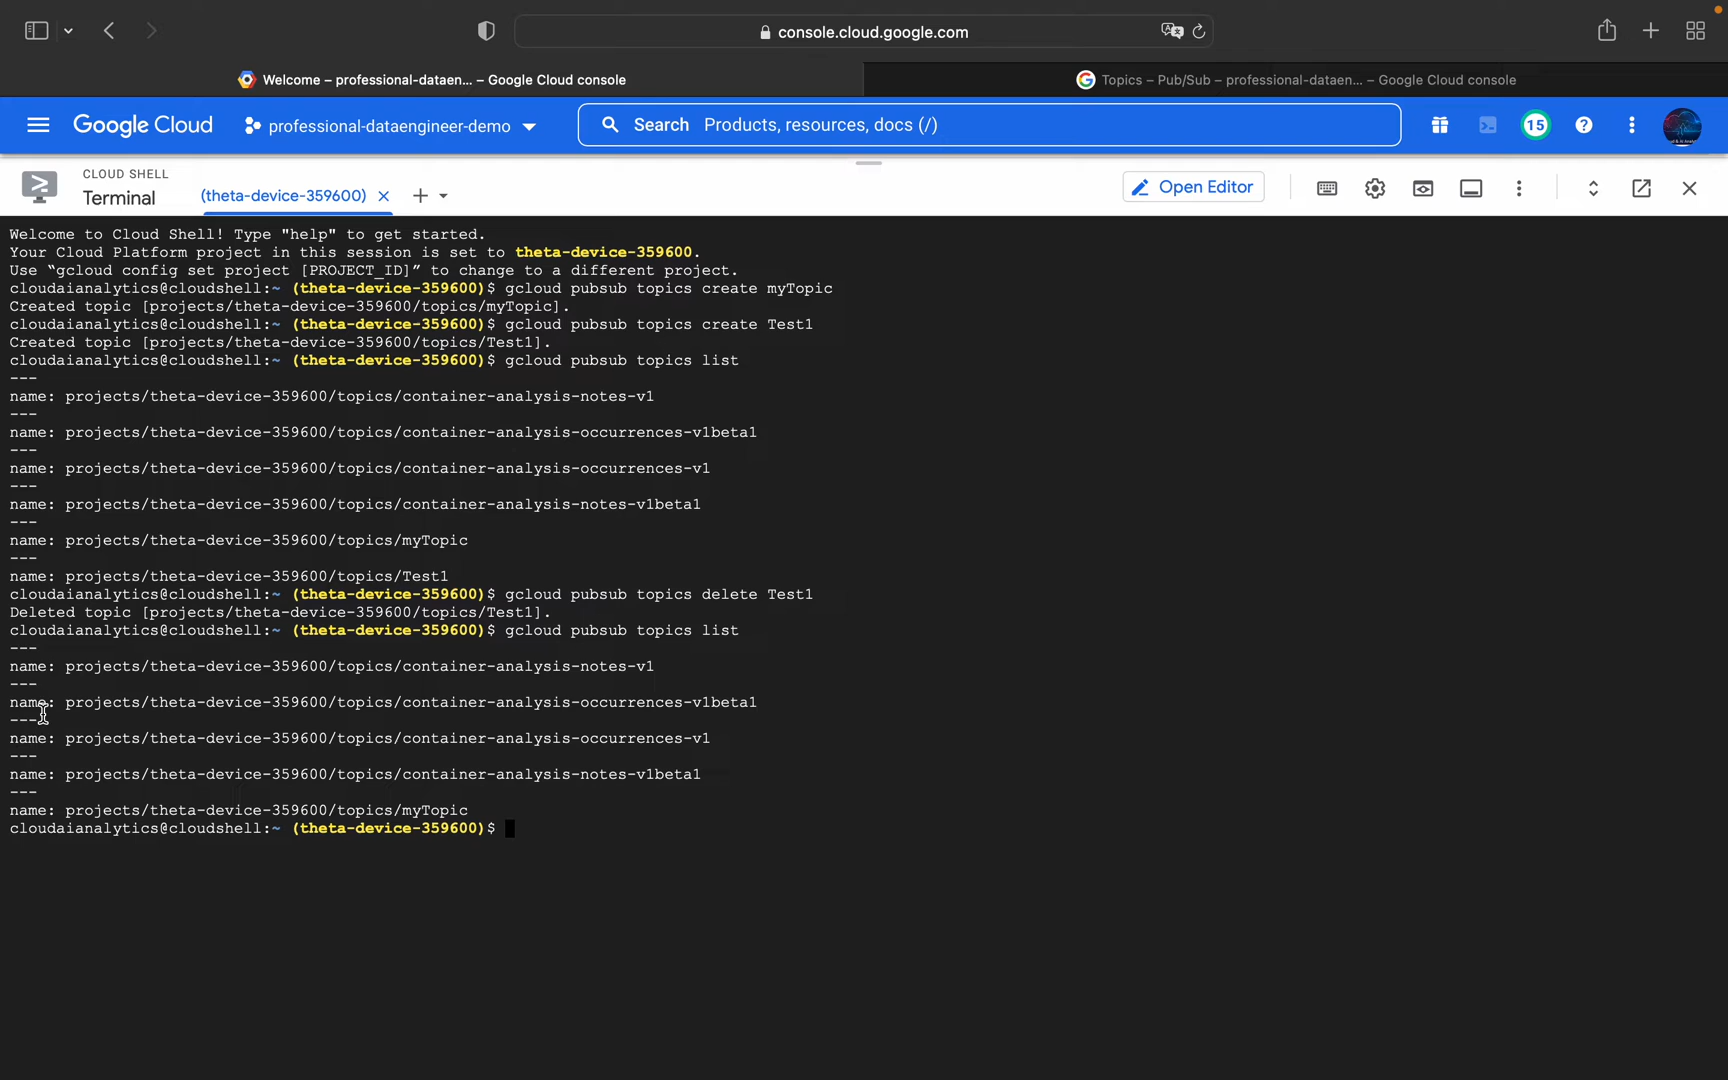 console.cloud.google.com
Welcome – professional-dataen... – Google Cloud console
Topics – Pub/Sub – professional-dataen... – Google Cloud console
Google Cloud
professional-dataengineer-demo
Search Products, resources, docs (/)
15
CLOUD SHELL
Terminal
(theta-device-359600)
Open Editor
Welcome to Cloud Shell! Type "help" to get started.
Your Cloud Platform project in this session is set to theta-device-359600.
Use “gcloud config set project [PROJECT_ID]” to change to a different project.
cloudaianalytics@cloudshell:~ (theta-device-359600)$ gcloud pubsub topics create myTopic
Created topic [projects/theta-device-359600/topics/myTopic].
cloudaianalytics@cloudshell:~ (theta-device-359600)$ gcloud pubsub topics create Test1
Created topic [projects/theta-device-359600/topics/Test1].
cloudaianalytics@cloudshell:~ (theta-device-359600)$ gcloud pubsub topics list
---
name: projects/theta-device-359600/topics/container-analysis-notes-v1
---
name: projects/theta-device-359600/topics/container-analysis-occurrences-v1beta1
---
name: projects/theta-device-359600/topics/container-analysis-occurrences-v1
---
name: projects/theta-device-359600/topics/container-analysis-notes-v1beta1
---
name: projects/theta-device-359600/topics/myTopic
---
name: projects/theta-device-359600/topics/Test1
cloudaianalytics@cloudshell:~ (theta-device-359600)$ gcloud pubsub topics delete Test1
Deleted topic [projects/theta-device-359600/topics/Test1].
cloudaianalytics@cloudshell:~ (theta-device-359600)$ gcloud pubsub topics list
---
name: projects/theta-device-359600/topics/container-analysis-notes-v1
---
name: projects/theta-device-359600/topics/container-analysis-occurrences-v1beta1
---
name: projects/theta-device-359600/topics/container-analysis-occurrences-v1
---
name: projects/theta-device-359600/topics/container-analysis-notes-v1beta1
---
name: projects/theta-device-359600/topics/myTopic
cloudaianalytics@cloudshell:~ (theta-device-359600)$